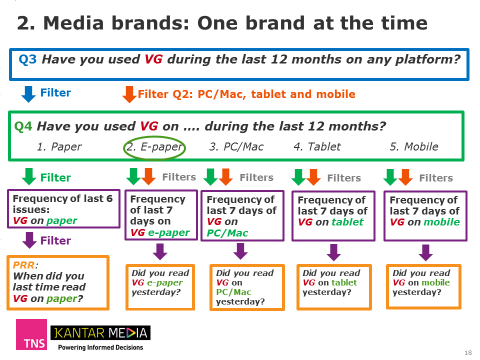 2. Media brands: One brand at the time
Q3 Have you used VG during the last 12 months on any platform?
Filter
Filter Q2: PC/Mac, tablet and mobile
Q4 Have you used VG on .... during the last 12 months?
1. Paper
2. E-paper
3. PC/Mac
4. Tablet
5. Mobile
Filter
Filters
Filters
Filters
Filters
Frequency of last 6
issues:
VG on paper
Frequency
of last 7
days on
VG e-paper
Frequency of
last 7 days of
VG on
PC/Mac
Frequency of
last 7 days of
VG on tablet
Frequency of
last 7 days of
VG on mobile
Filter
PRR:
When did you
last time read
VG on paper?
Did you read
VG e-paper
yesterday?
Did you read
VG on
PC/Mac
yesterday?
Did you read
VG on tablet
yesterday?
Did you read
VG on mobile
yesterday?
TNS
KANTAR MEDIA
Powering Informed Decisions
18